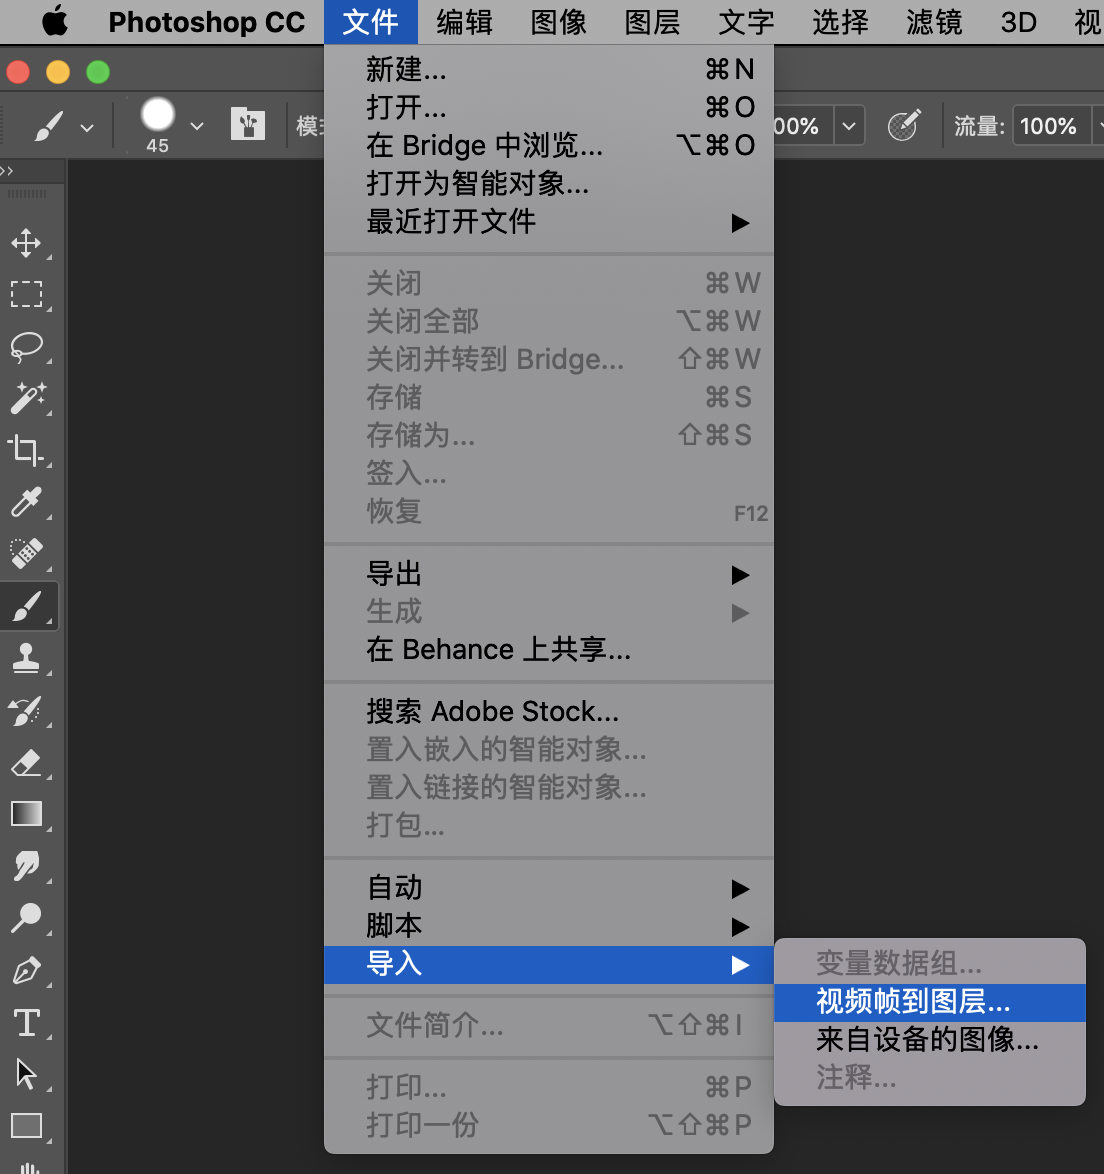 Photoshop CC 文件 编辑 图像 图层 文字 选择 滤镜 3D 视
45 模式 00% 流量: 100%
新建... ⌘N
打开... ⌘O
在 Bridge 中浏览... ⌥⌘O
打开为智能对象...
最近打开文件 ▶
关闭 ⌘W
关闭全部 ⌥⌘W
关闭并转到 Bridge... ⇧⌘W
存储 ⌘S
存储为... ⇧⌘S
签入...
恢复 F12
导出 ▶
生成 ▶
在 Behance 上共享...
搜索 Adobe Stock...
置入嵌入的智能对象...
置入链接的智能对象...
打包...
自动 ▶
脚本 ▶
导入 ▶
变量数据组...
视频帧到图层...
来自设备的图像...
注释...
文件简介... ⌥⇧⌘I
打印... ⌘P
打印一份 ⌥⇧⌘P